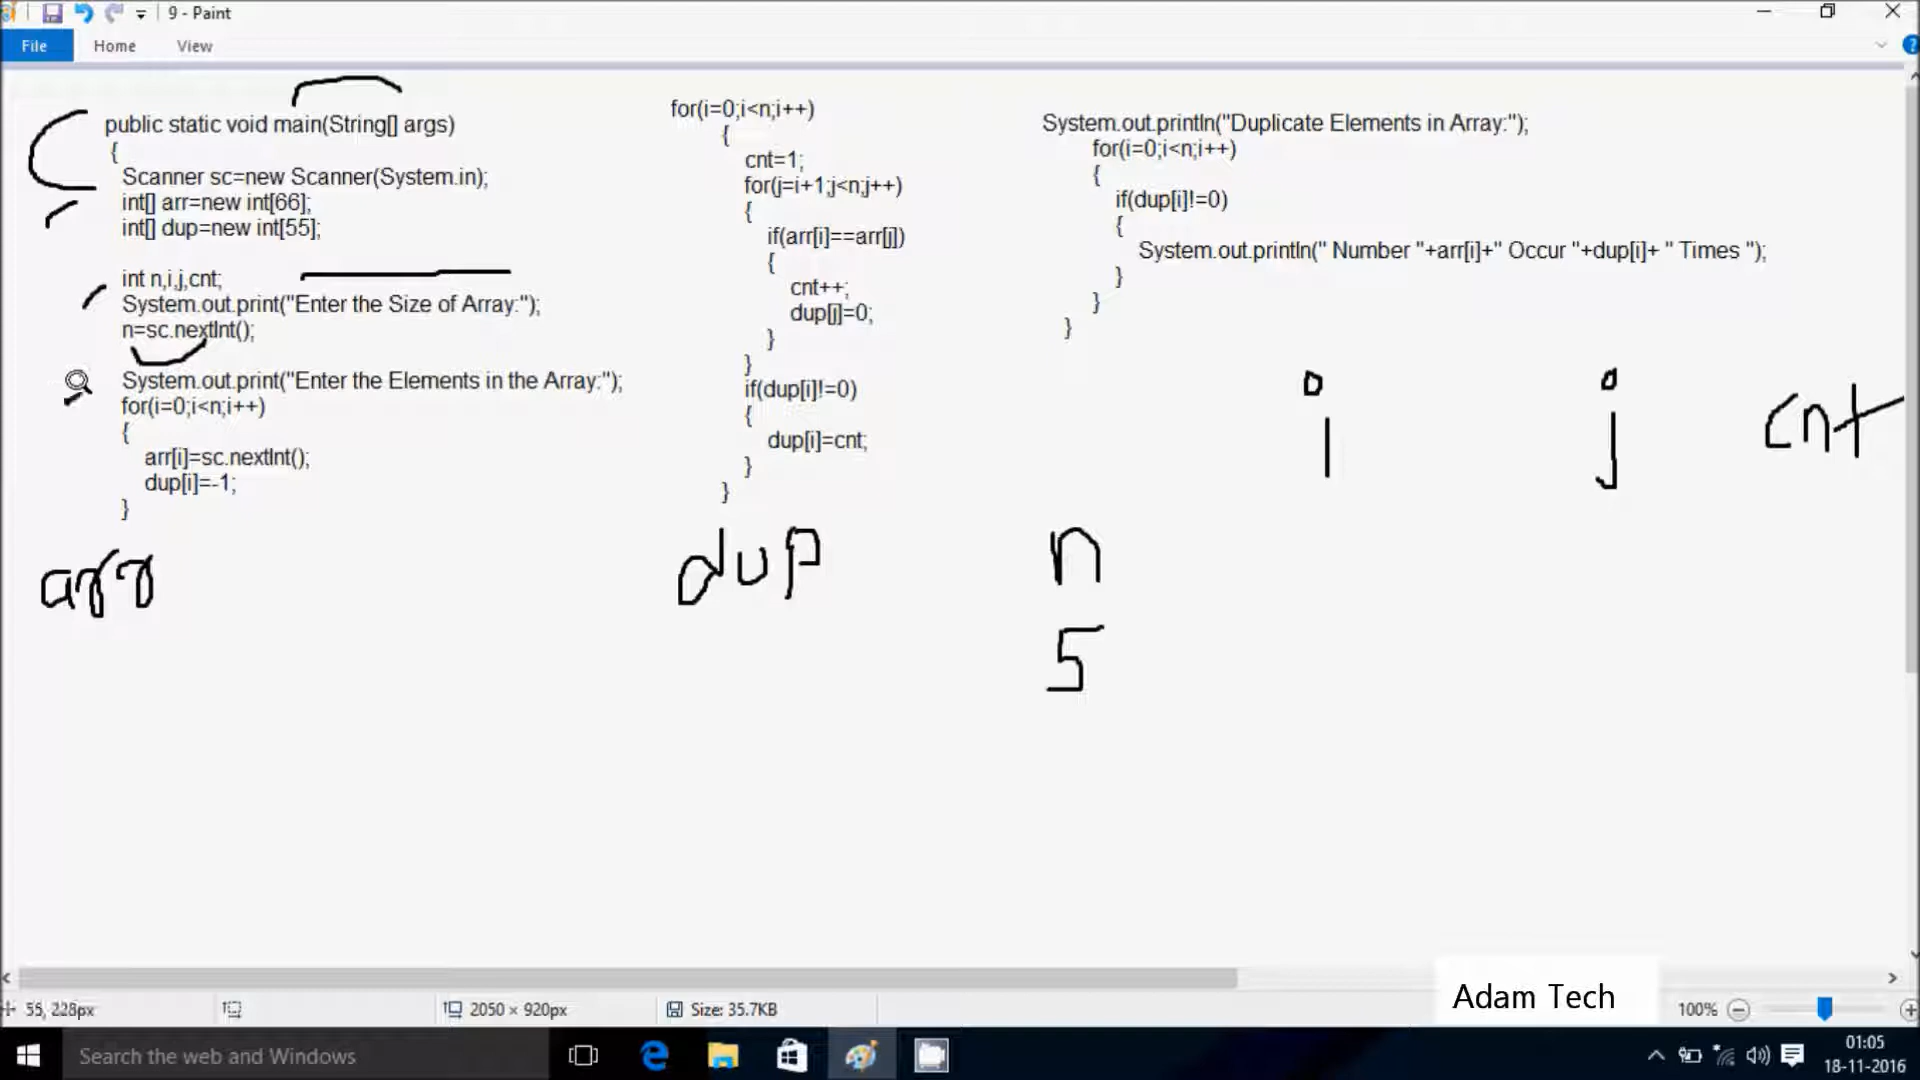 9 - Paint
File Home View
public static void main(String[] args)
{
Scanner sc=new Scanner(System.in);
int[] arr=new int[66];
int[] dup=new int[55];
int n,i,j,cnt;
System.out.print("Enter the Size of Array:");
n=sc.nextInt();
System.out.print("Enter the Elements in the Array:");
for(i=0;i<n;i++)
{
arr[i]=sc.nextInt();
dup[i]=-1;
}
for(i=0;i<n;i++)
{
cnt=1;
for(j=i+1;j<n;j++)
{
if(arr[i]==arr[j])
{
cnt++;
dup[j]=0;
}
}
if(dup[i]!=0)
{
dup[i]=cnt;
}
}
System.out.println("Duplicate Elements in Array:");
for(i=0;i<n;i++)
{
if(dup[i]!=0)
{
System.out.println(" Number "+arr[i]+" Occur "+dup[i]+ " Times ");
}
}
}
i j cnt
arr dup n
5
Adam Tech
55, 228px 2050 × 920px Size: 35.7KB 100%
Search the web and Windows
01:05
18-11-2016